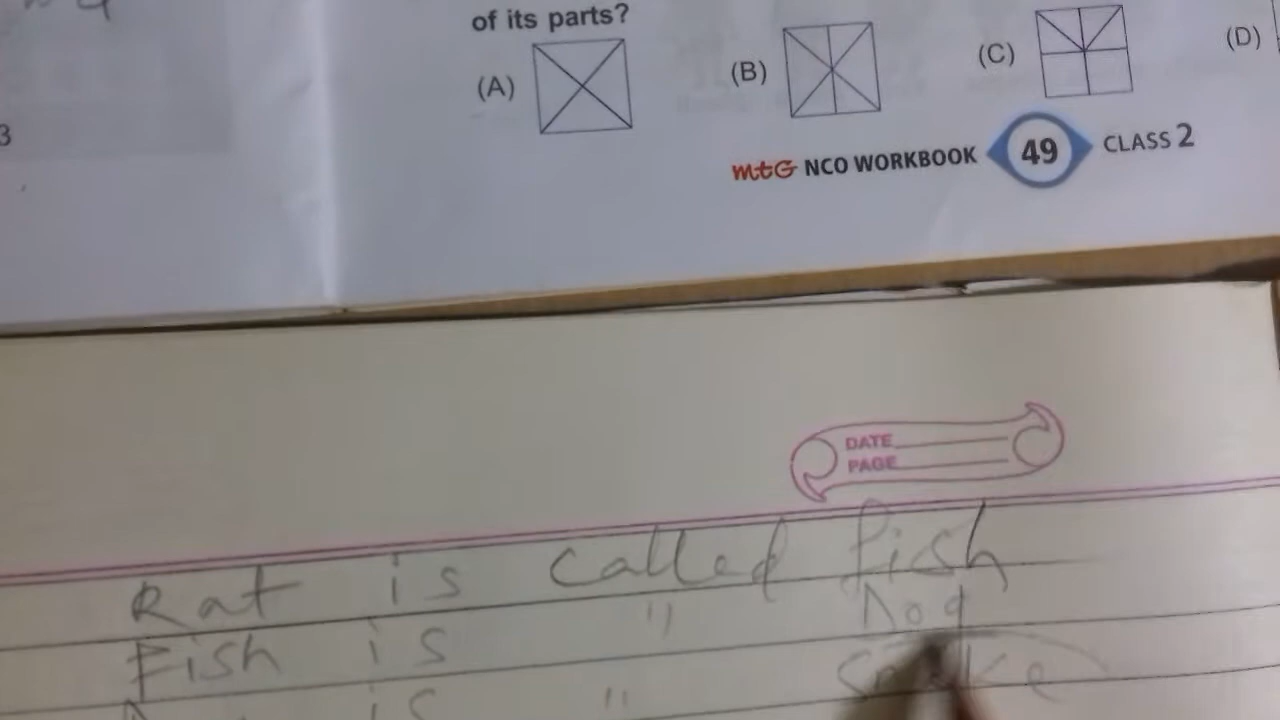 of its parts?
(A) (B) (C) (D)
3
mtG NCO WORKBOOK 49 CLASS 2
DATE
PAGE
Rat is called fish
Fish is " Dog
is " Snake